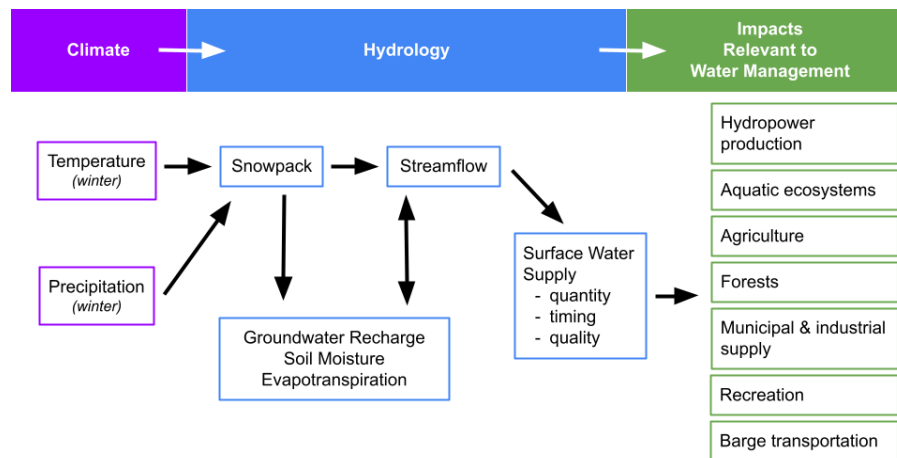 Climate
Hydrology
Impacts
Relevant to
Water Management
Temperature
(winter)
Snowpack
Streamflow
Precipitation
(winter)
Groundwater Recharge
Soil Moisture
Evapotranspiration
Surface Water
Supply
- quantity
- timing
- quality
Hydropower
production
Aquatic ecosystems
Agriculture
Forests
Municipal & industrial
supply
Recreation
Barge transportation